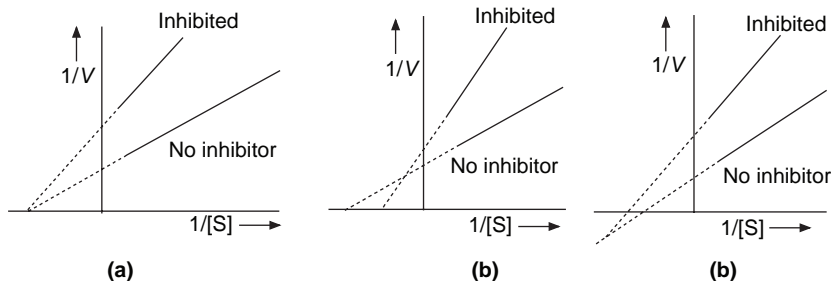 Inhibited
1/V
No inhibitor
1/[S]
(a)
Inhibited
1/V
No inhibitor
1/[S]
(b)
Inhibited
1/V
No inhibitor
1/[S]
(b)